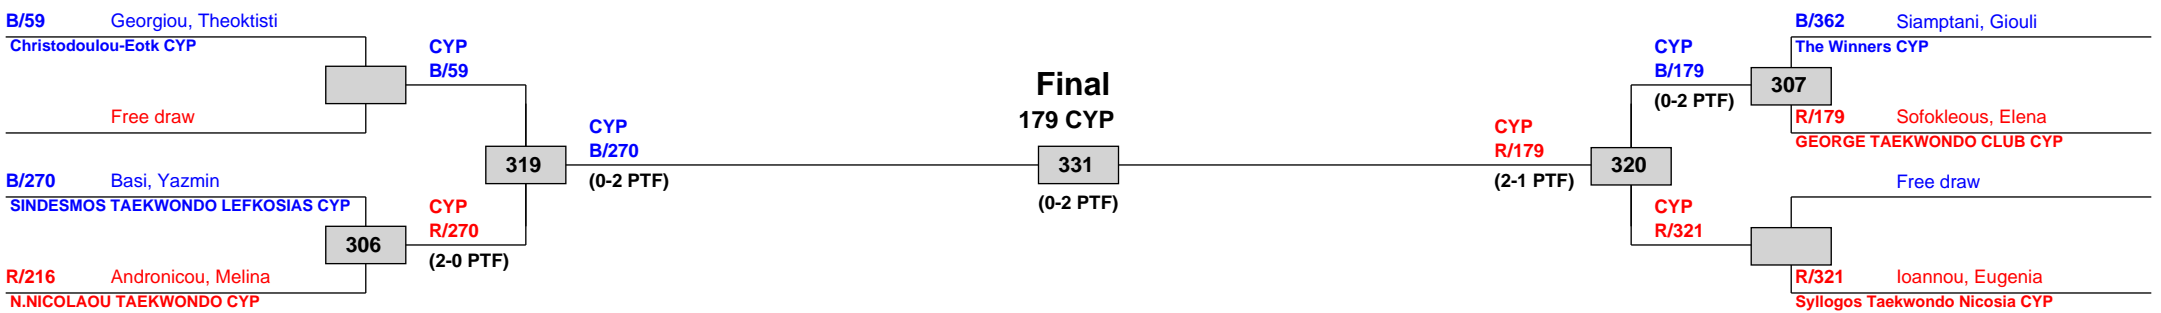 B/59 Georgiou, Theoktisti
Christodoulou-Eotk CYP
CYP
B/59
Free draw
B/270 Basi, Yazmin
SINDESMOS TAEKWONDO LEFKOSIAS CYP
306
CYP
R/270
(2-0 PTF)
R/216 Andronicou, Melina
N.NICOLAOU TAEKWONDO CYP
319
CYP
B/270
(0-2 PTF)
Final
179 CYP
331
(0-2 PTF)
CYP
R/179
(2-1 PTF)
320
CYP
B/179
(0-2 PTF)
307
B/362 Siamptani, Giouli
The Winners CYP
R/179 Sofokleous, Elena
GEORGE TAEKWONDO CLUB CYP
Free draw
CYP
R/321
R/321 Ioannou, Eugenia
Syllogos Taekwondo Nicosia CYP